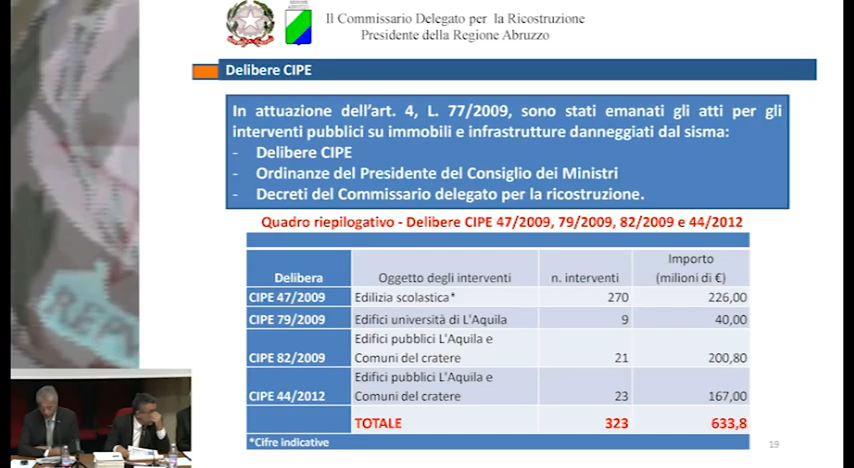 Il Commissario Delegato per la Ricostruzione
Presidente della Regione Abruzzo
Delibere CIPE
In attuazione dell'art. 4, L. 77/2009, sono stati emanati gli atti per gli
interventi pubblici su immobili e infrastrutture danneggiati dal sisma:
- Delibere CIPE
- Ordinanze del Presidente del Consiglio dei Ministri
- Decreti del Commissario delegato per la ricostruzione.
Quadro riepilogativo - Delibere CIPE 47/2009, 79/2009, 82/2009 e 44/2012
Importo
Delibera Oggetto degli interventi n. interventi (milioni di €)
CIPE 47/2009 Edilizia scolastica* 270 226,00
CIPE 79/2009 Edifici università di L'Aquila 9 40,00
Edifici pubblici L'Aquila e
CIPE 82/2009 Comuni del cratere 21 200,80
Edifici pubblici L'Aquila e
CIPE 44/2012 Comuni del cratere 23 167,00
TOTALE 323 633,8
*Cifre indicative
19